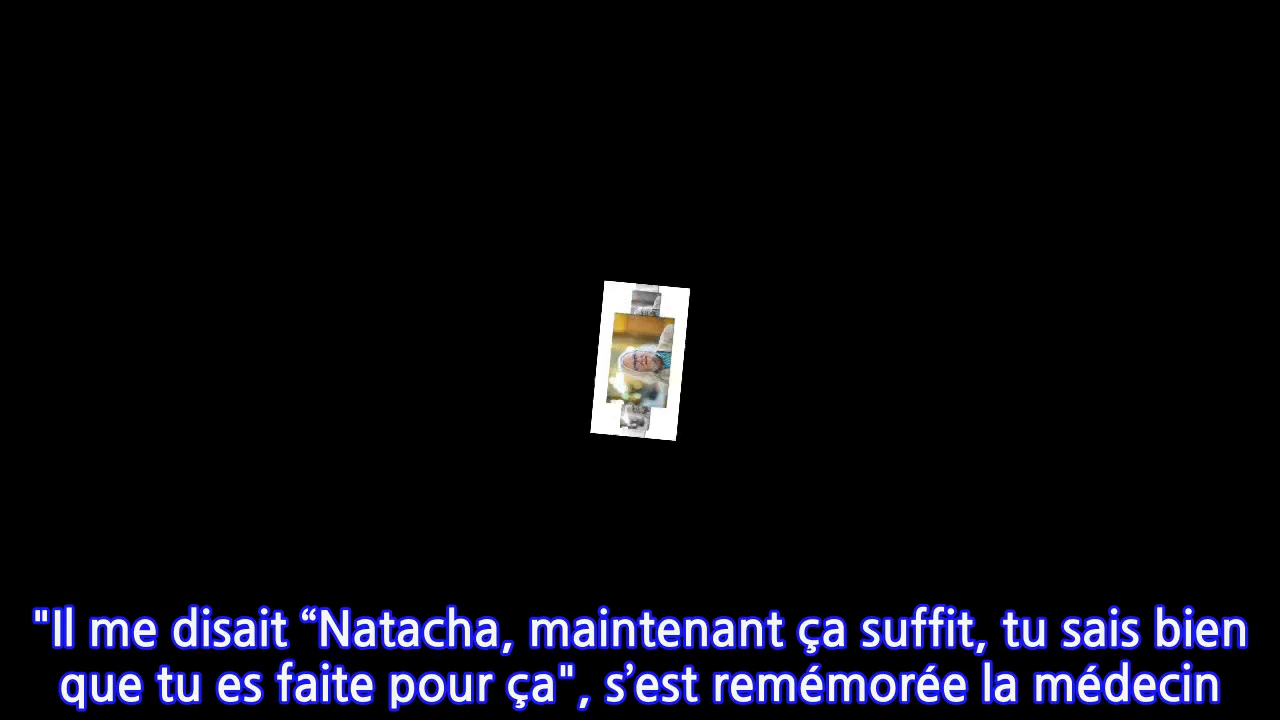 "Il me disait “Natacha, maintenant ça suffit, tu sais bien
que tu es faite pour ça", s’est remémorée la médecin